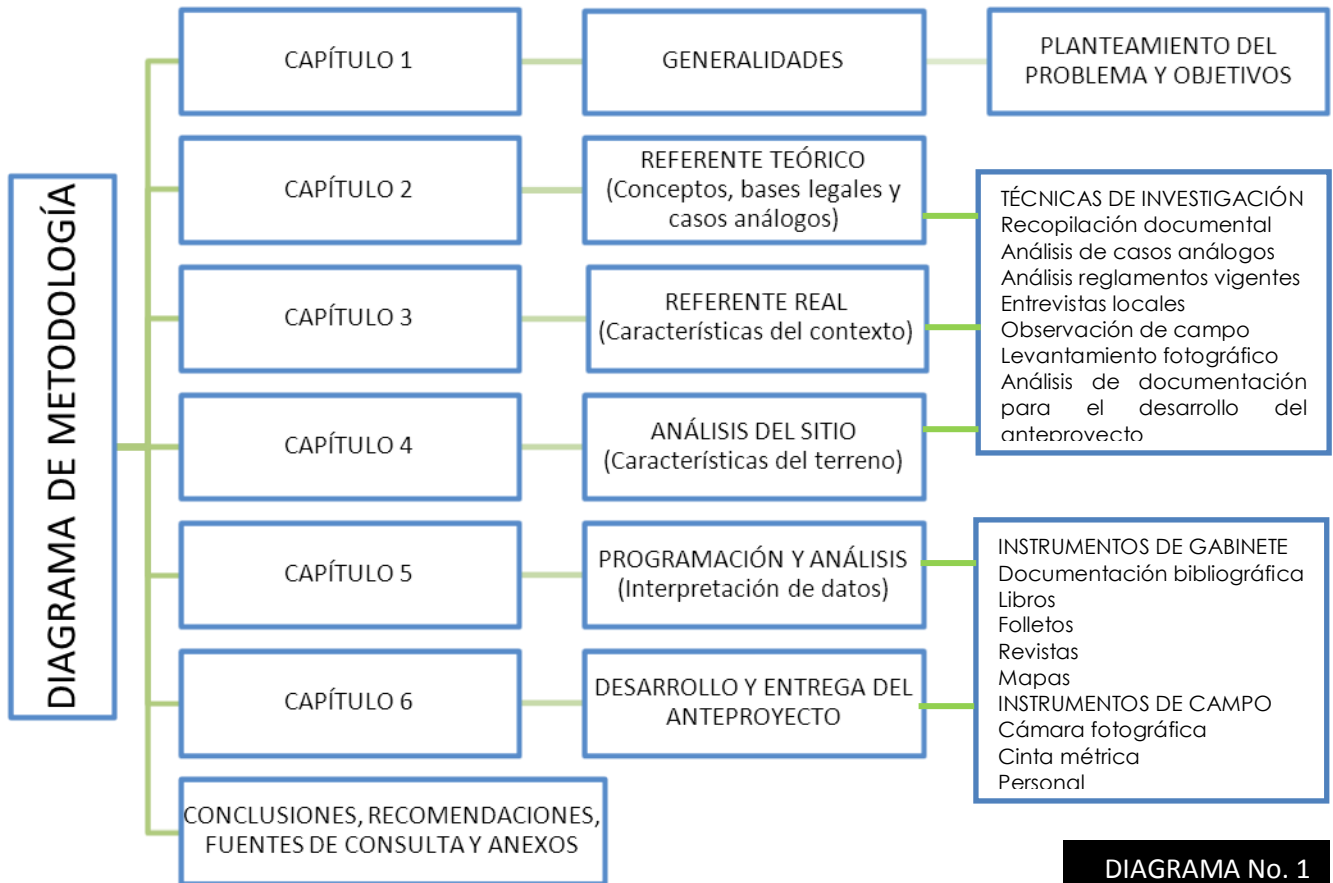 DIAGRAMA DE METODOLOGÍA
CAPÍTULO 1
GENERALIDADES
PLANTEAMIENTO DEL
PROBLEMA Y OBJETIVOS
CAPÍTULO 2
REFERENTE TEÓRICO
(Conceptos, bases legales y
casos análogos)
CAPÍTULO 3
REFERENTE REAL
(Características del contexto)
CAPÍTULO 4
ANÁLISIS DEL SITIO
(Características del terreno)
TÉCNICAS DE INVESTIGACIÓN
Recopilación documental
Análisis de casos análogos
Análisis reglamentos vigentes
Entrevistas locales
Observación de campo
Levantamiento fotográfico
Análisis de documentación
para el desarrollo del
anteproyecto
CAPÍTULO 5
PROGRAMACIÓN Y ANÁLISIS
(Interpretación de datos)
CAPÍTULO 6
DESARROLLO Y ENTREGA DEL
ANTEPROYECTO
INSTRUMENTOS DE GABINETE
Documentación bibliográfica
Libros
Folletos
Revistas
Mapas
INSTRUMENTOS DE CAMPO
Cámara fotográfica
Cinta métrica
Personal
CONCLUSIONES, RECOMENDACIONES,
FUENTES DE CONSULTA Y ANEXOS
DIAGRAMA No. 1